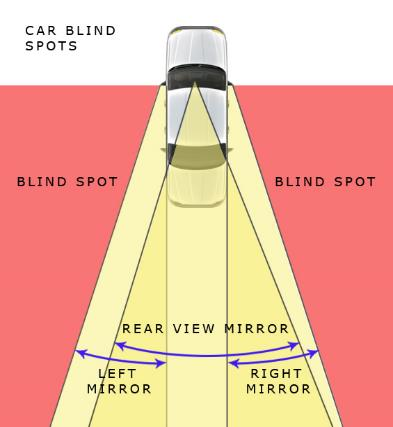 CAR BLIND
SPOTS
BLIND SPOT
BLIND SPOT
REAR VIEW MIRROR
LEFT
MIRROR
RIGHT
MIRROR